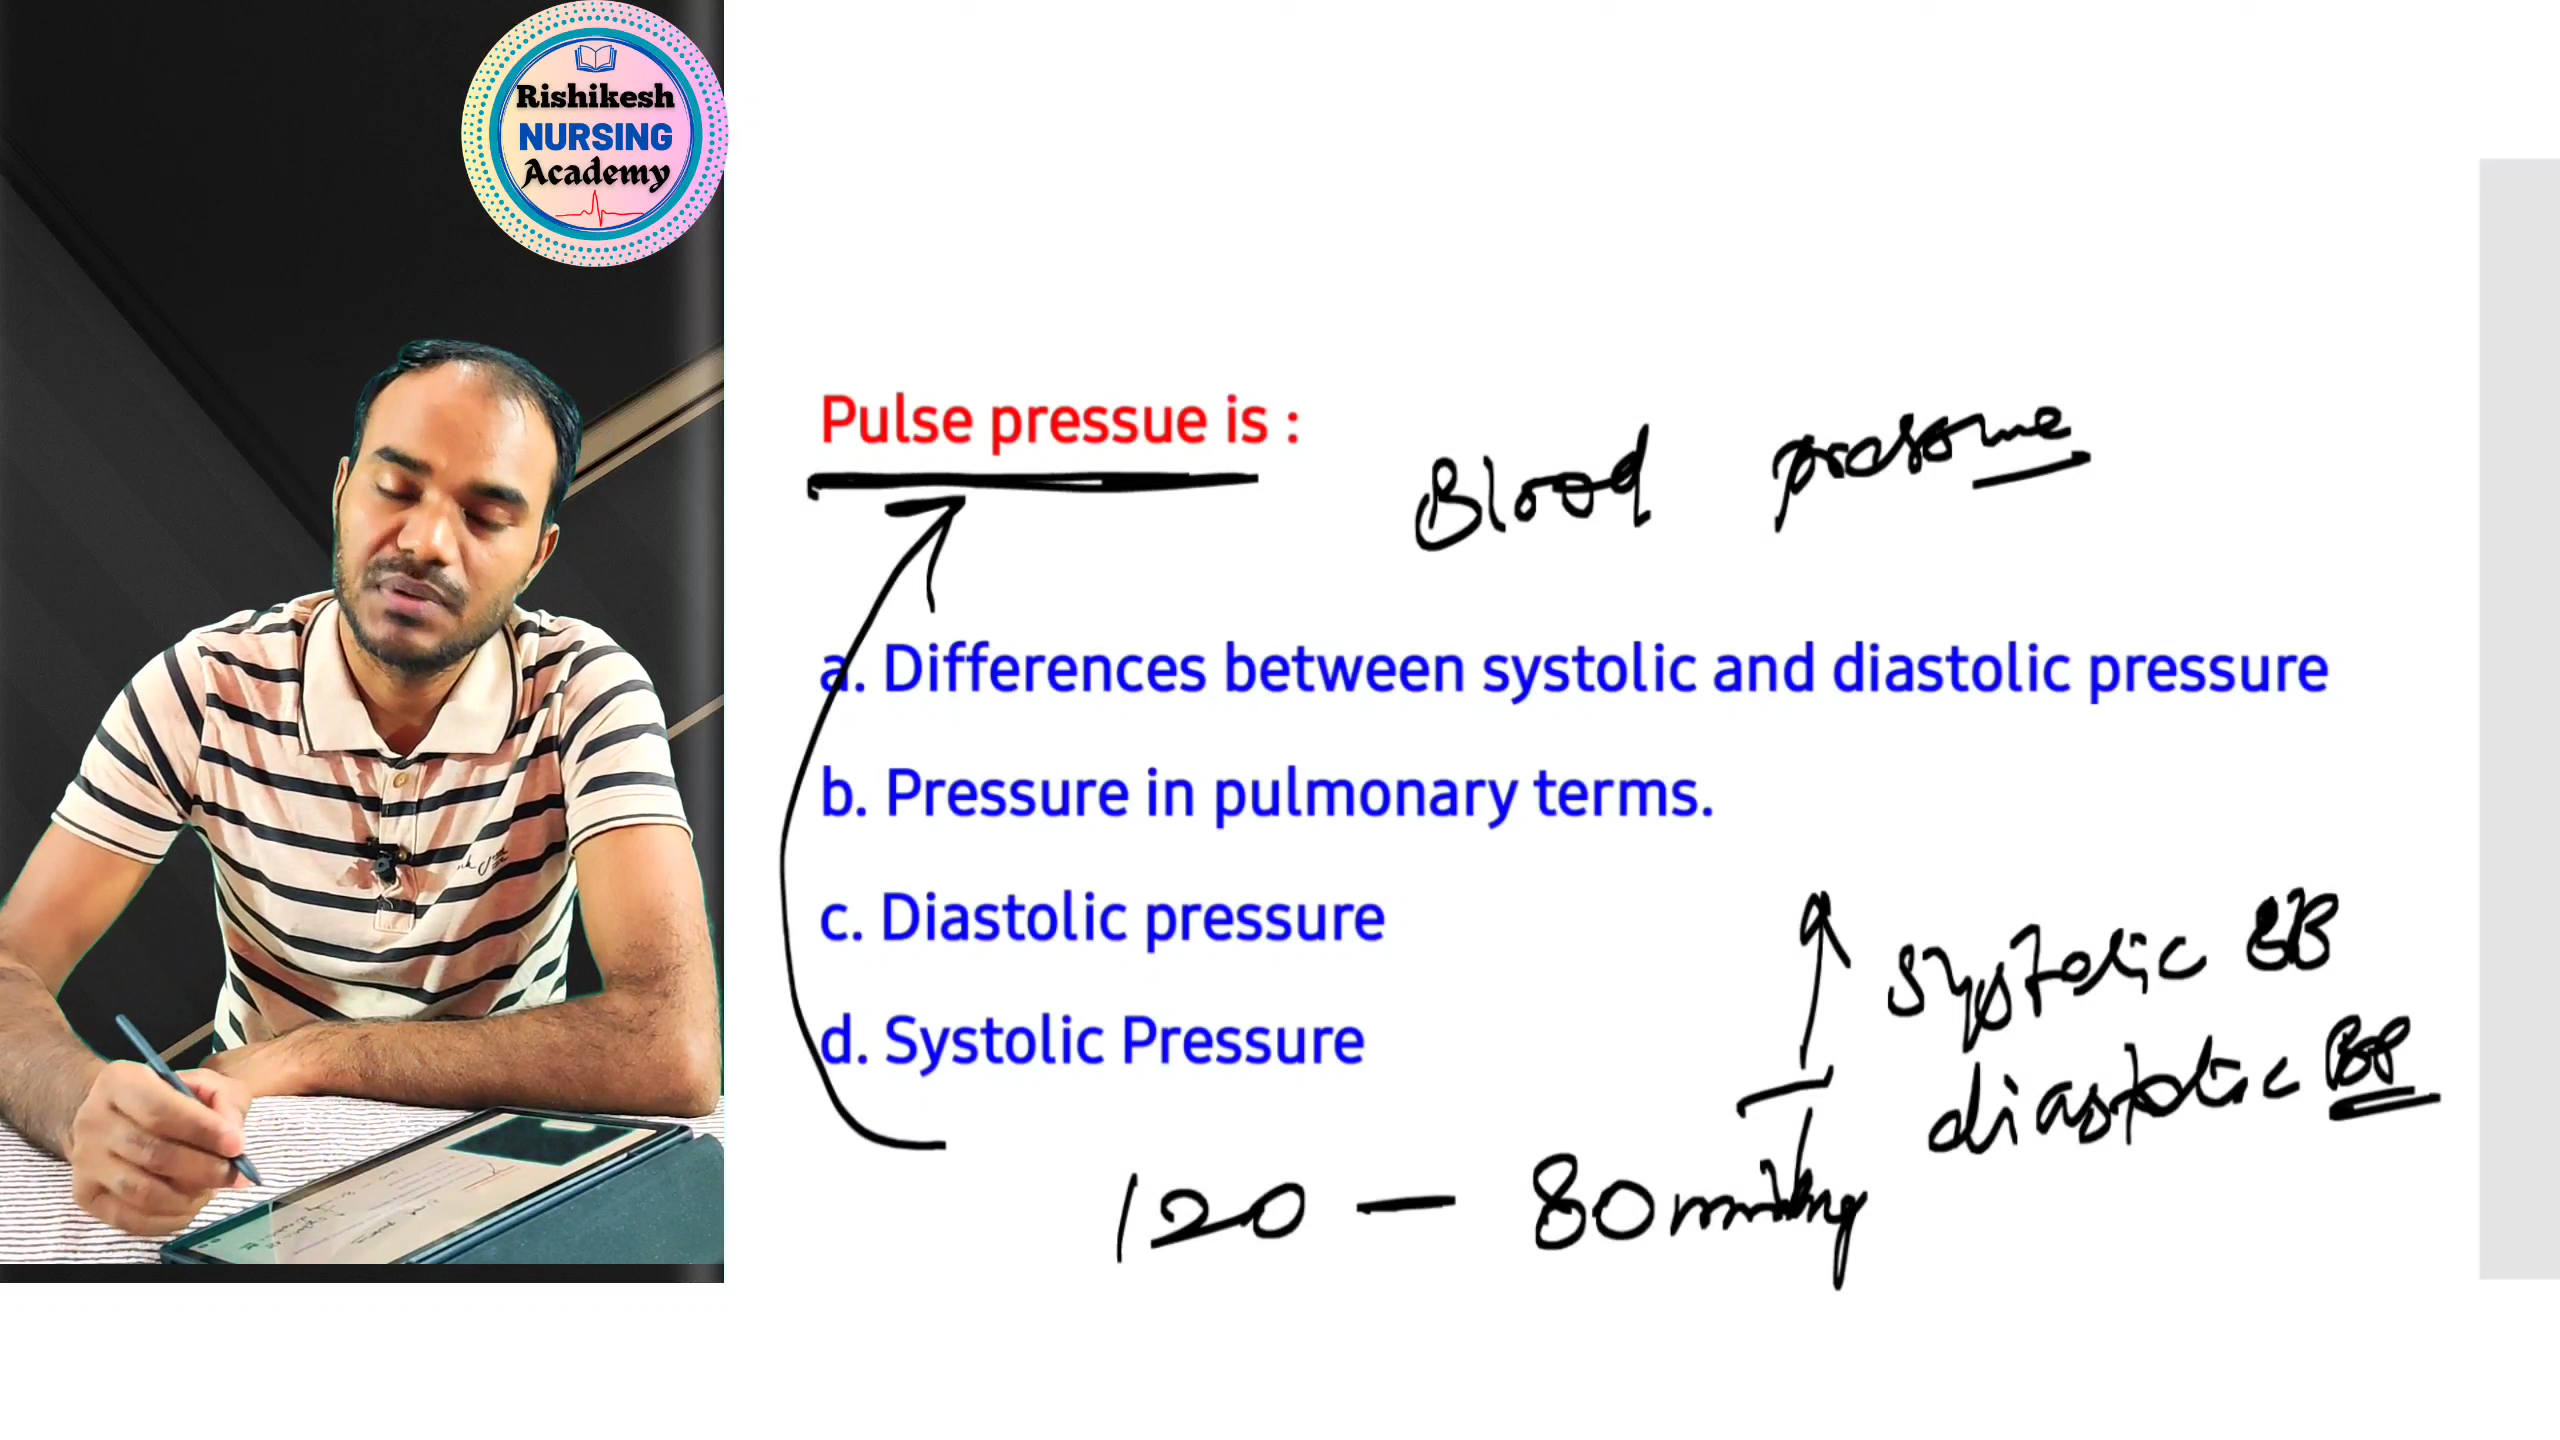 Rishikesh
NURSING
Academy
Pulse pressue is :
Blood pressure
a. Differences between systolic and diastolic pressure
b. Pressure in pulmonary terms.
c. Diastolic pressure
d. Systolic Pressure
systolic BP
diastolic BP
120 — 80 mmHg